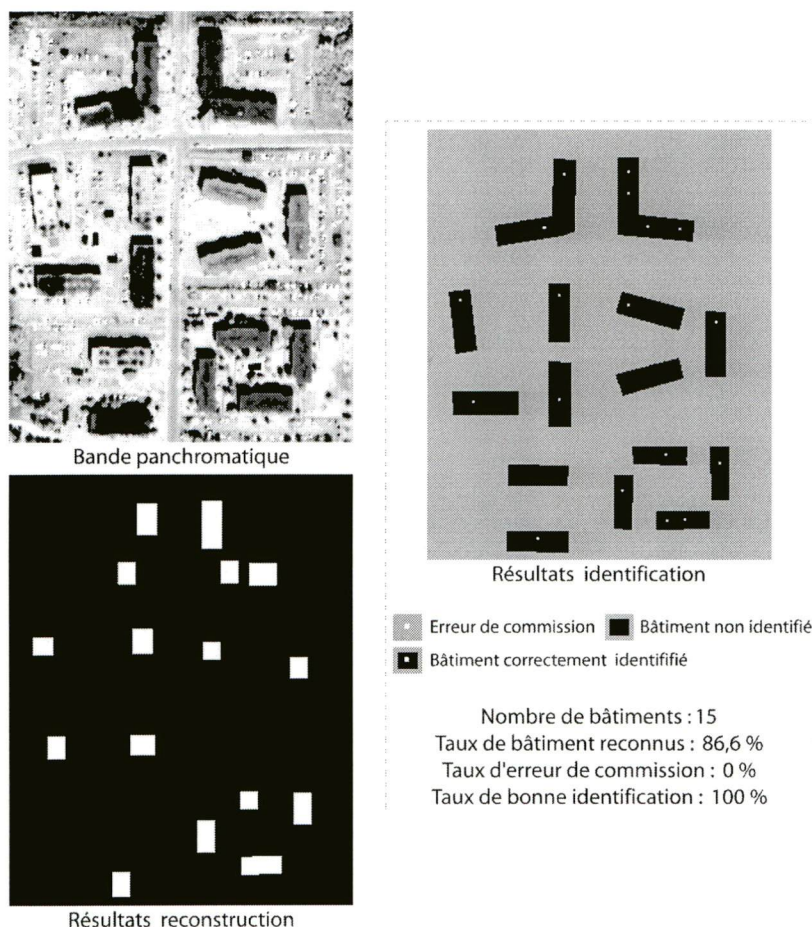 Bande panchromatique
Résultats identification
Erreur de commission Bâtiment non identifié
Bâtiment correctement identififié
Nombre de bâtiments : 15
Taux de bâtiment reconnus : 86,6 %
Taux d'erreur de commission : 0 %
Taux de bonne identification : 100 %
Résultats reconstruction